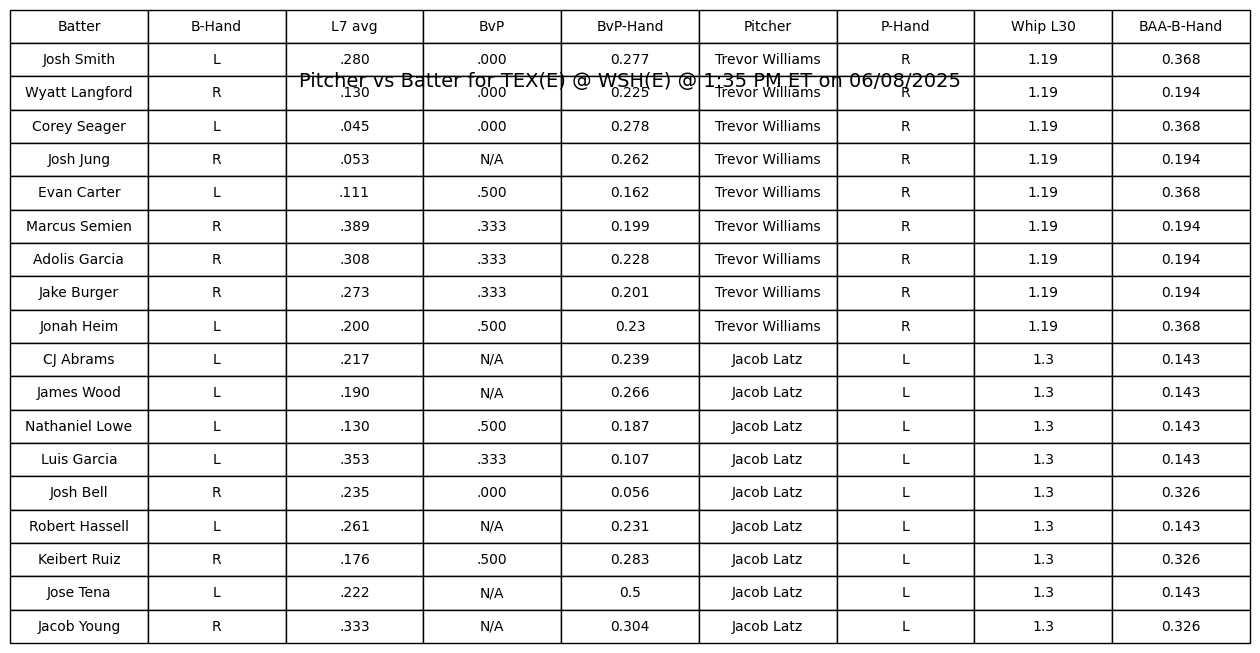 Batter B-Hand L7 avg BvP BvP-Hand Pitcher P-Hand Whip L30 BAA-B-Hand
Josh Smith L .280 .000 0.277 Trevor Williams R 1.19 0.368
Pitcher vs Batter for TEX(E) @ WSH(E) @ 1:35 PM ET on 06/08/2025
Wyatt Langford R .130 .000 0.225 Trevor Williams R 1.19 0.194
Corey Seager L .045 .000 0.278 Trevor Williams R 1.19 0.368
Josh Jung R .053 N/A 0.262 Trevor Williams R 1.19 0.194
Evan Carter L .111 .500 0.162 Trevor Williams R 1.19 0.368
Marcus Semien R .389 .333 0.199 Trevor Williams R 1.19 0.194
Adolis Garcia R .308 .333 0.228 Trevor Williams R 1.19 0.194
Jake Burger R .273 .333 0.201 Trevor Williams R 1.19 0.194
Jonah Heim L .200 .500 0.23 Trevor Williams R 1.19 0.368
CJ Abrams L .217 N/A 0.239 Jacob Latz L 1.3 0.143
James Wood L .190 N/A 0.266 Jacob Latz L 1.3 0.143
Nathaniel Lowe L .130 .500 0.187 Jacob Latz L 1.3 0.143
Luis Garcia L .353 .333 0.107 Jacob Latz L 1.3 0.143
Josh Bell R .235 .000 0.056 Jacob Latz L 1.3 0.326
Robert Hassell L .261 N/A 0.231 Jacob Latz L 1.3 0.143
Keibert Ruiz R .176 .500 0.283 Jacob Latz L 1.3 0.326
Jose Tena L .222 N/A 0.5 Jacob Latz L 1.3 0.143
Jacob Young R .333 N/A 0.304 Jacob Latz L 1.3 0.326